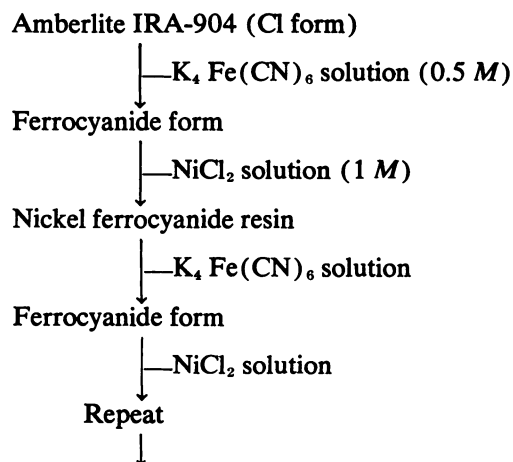 Amberlite IRA-904 (Cl form)
K₄ Fe(CN)₆ solution (0.5 M)
Ferrocyanide form
NiCl₂ solution (1 M)
Nickel ferrocyanide resin
K₄ Fe(CN)₆ solution
Ferrocyanide form
NiCl₂ solution
Repeat